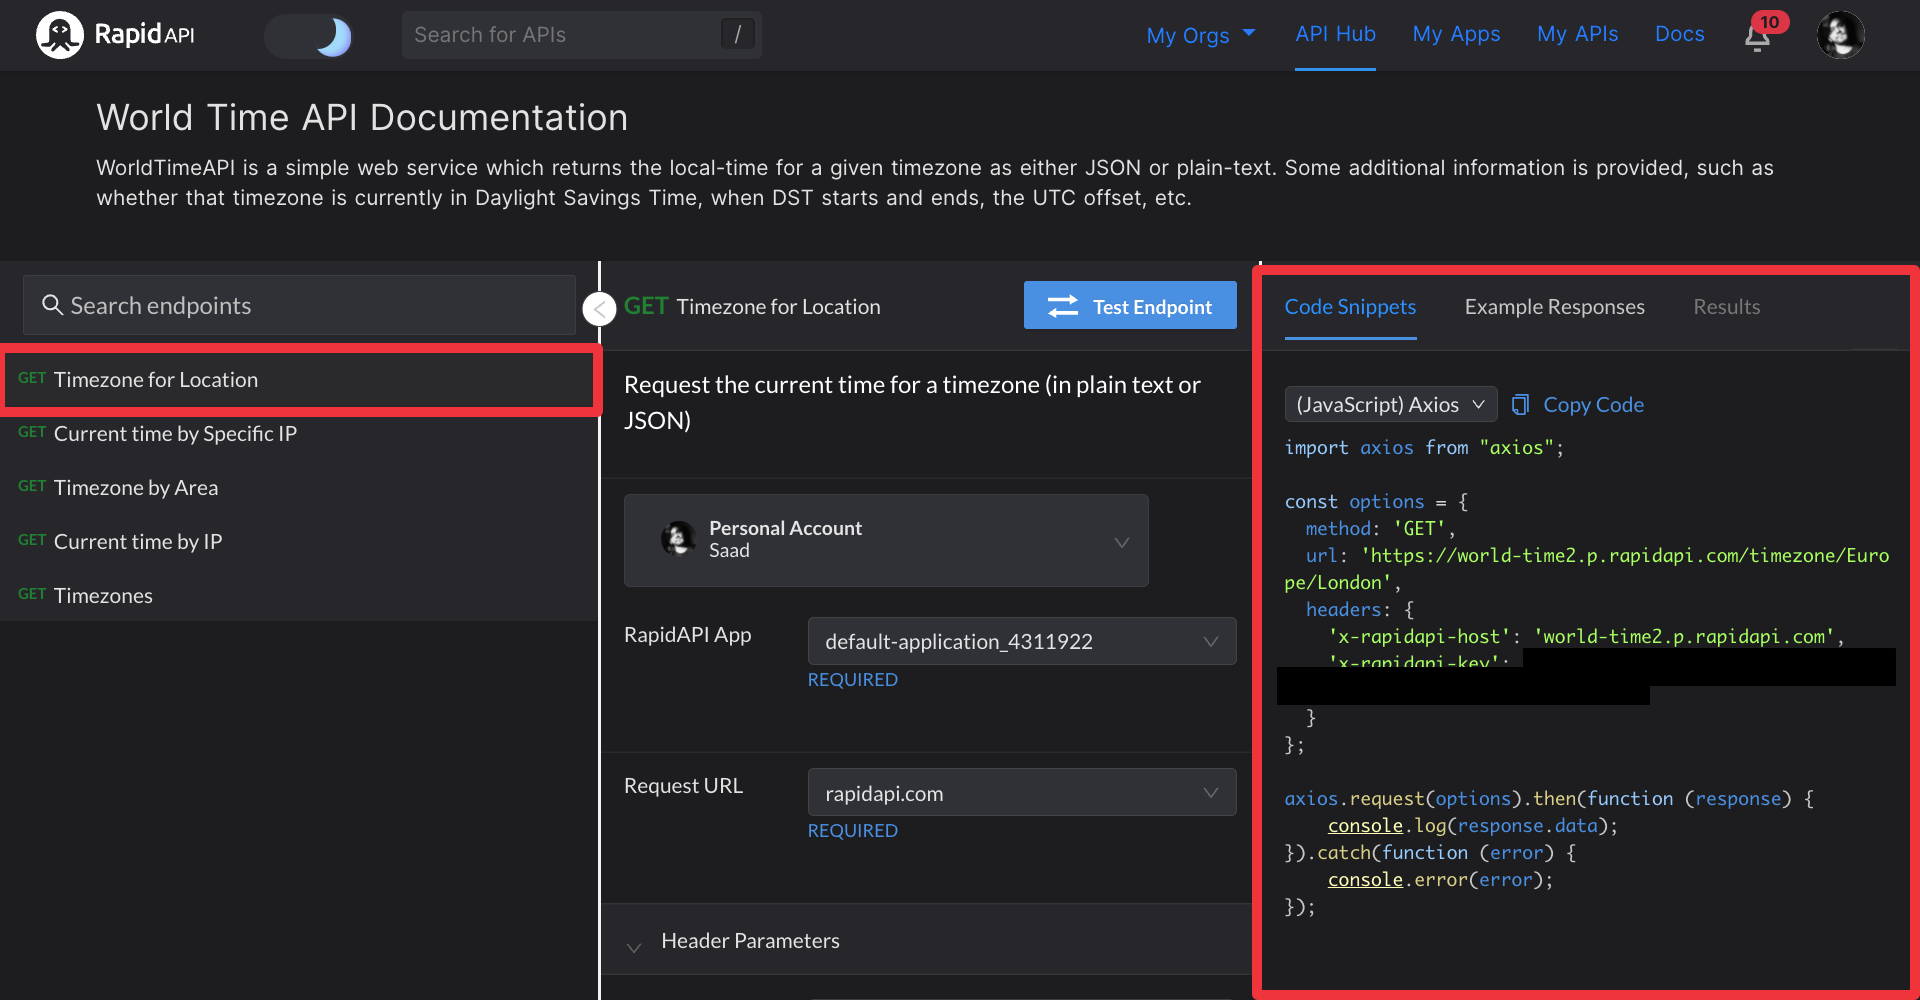 RapidAPI
Search for APIs
/
My Orgs
API Hub
My Apps
My APIs
Docs
10
World Time API Documentation
WorldTimeAPI is a simple web service which returns the local-time for a given timezone as either JSON or plain-text. Some additional information is provided, such as
whether that timezone is currently in Daylight Savings Time, when DST starts and ends, the UTC offset, etc.
Search endpoints
GET Timezone for Location
GET Current time by Specific IP
GET Timezone by Area
GET Current time by IP
GET Timezones
GET Timezone for Location
Test Endpoint
Request the current time for a timezone (in plain text or
JSON)
Personal Account
Saad
RapidAPI App
default-application_4311922
REQUIRED
Request URL
rapidapi.com
REQUIRED
Header Parameters
Code Snippets
Example Responses
Results
(JavaScript) Axios
Copy Code
import axios from "axios";
const options = {
method: 'GET',
url: 'https://world-time2.p.rapidapi.com/timezone/Euro
pe/London',
headers: {
'x-rapidapi-host': 'world-time2.p.rapidapi.com',
'x-rapidapi-key':
}
};
axios.request(options).then(function (response) {
console.log(response.data);
}).catch(function (error) {
console.error(error);
});